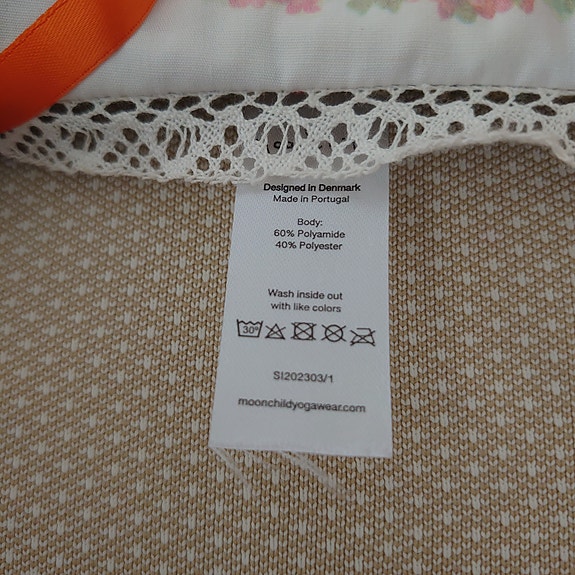 Designed in Denmark
Made in Portugal
Body:
60% Polyamide
40% Polyester
Wash inside out
with like colors
30°
SI202303/1
moonchildyogawear.com